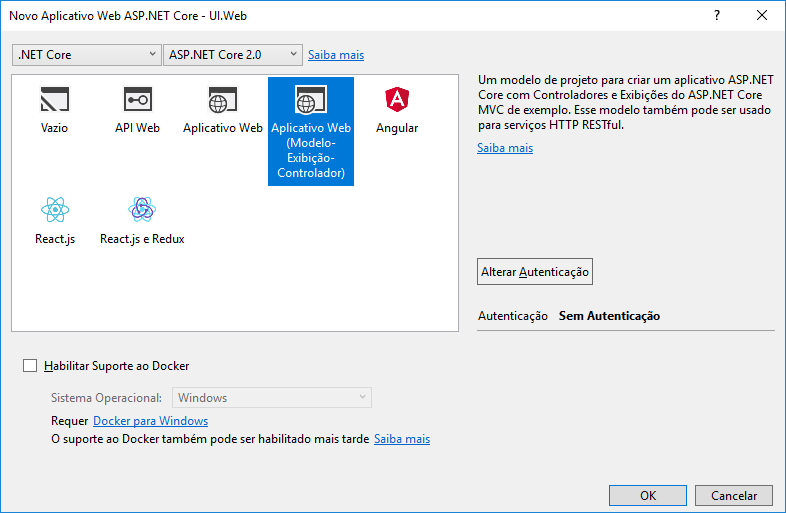 Novo Aplicativo Web ASP.NET Core - UI.Web
.NET Core
ASP.NET Core 2.0
Saiba mais
Vazio
API Web
Aplicativo Web
Aplicativo Web
(Modelo-
Exibição-
Controlador)
Angular
React.js
React.js e Redux
Um modelo de projeto para criar um aplicativo ASP.NET
Core com Controladores e Exibições do ASP.NET Core
MVC de exemplo. Esse modelo também pode ser usado
para serviços HTTP RESTful.
Saiba mais
Alterar Autenticação
Autenticação Sem Autenticação
Habilitar Suporte ao Docker
Sistema Operacional: Windows
Requer Docker para Windows
O suporte ao Docker também pode ser habilitado mais tarde Saiba mais
OK
Cancelar